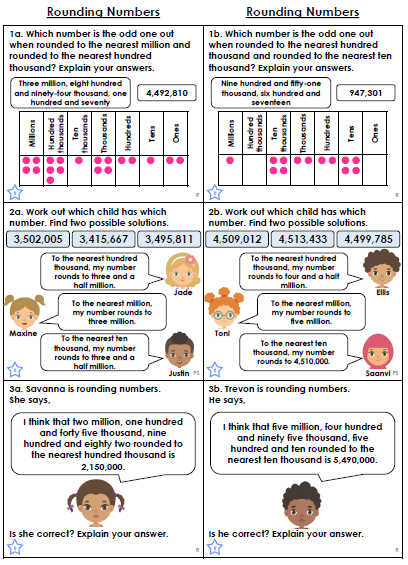 Rounding Numbers
1a. Which number is the odd one out
when rounded to the nearest million and
rounded to the nearest hundred
thousand? Explain your answers.
Three million, eight hundred
and ninety-four thousand, one
hundred and seventy
4,492,810
Millions
Hundred
thousands
Ten
thousands
Thousands
Hundreds
Tens
Ones
R
2a. Work out which child has which
number. Find two possible solutions.
3,502,005
3,415,667
3,495,811
To the nearest hundred
thousand, my number
rounds to three and a
half million.
Jade
To the nearest million,
my number rounds to
three million.
Maxine
To the nearest ten
thousand, my number
rounds to three and a
half million.
Justin
PS
3a. Savanna is rounding numbers.
She says,
I think that two million, one hundred
and forty five thousand, nine
hundred and eighty two rounded to
the nearest hundred thousand is
2,150,000.
Is she correct? Explain your answer.
R
Rounding Numbers
1b. Which number is the odd one out
when rounded to the nearest hundred
thousand and rounded to the nearest ten
thousand? Explain your answers.
Nine hundred and fifty-one
thousand, six hundred and
seventeen
947,301
Millions
Hundred
thousands
Ten
thousands
Thousands
Hundreds
Tens
Ones
R
2b. Work out which child has which
number. Find two possible solutions.
4,509,012
4,513,433
4,499,785
To the nearest hundred
thousand, my number
rounds to four and a half
million.
Ellis
To the nearest million,
my number rounds to
five million.
Toni
To the nearest ten
thousand, my number
rounds to 4,510,000.
Saanvi
PS
3b. Trevon is rounding numbers.
He says,
I think that five million, four hundred
and ninety five thousand, five
hundred and ten rounded to the
nearest ten thousand is 5,490,000.
Is he correct? Explain your answer.
R